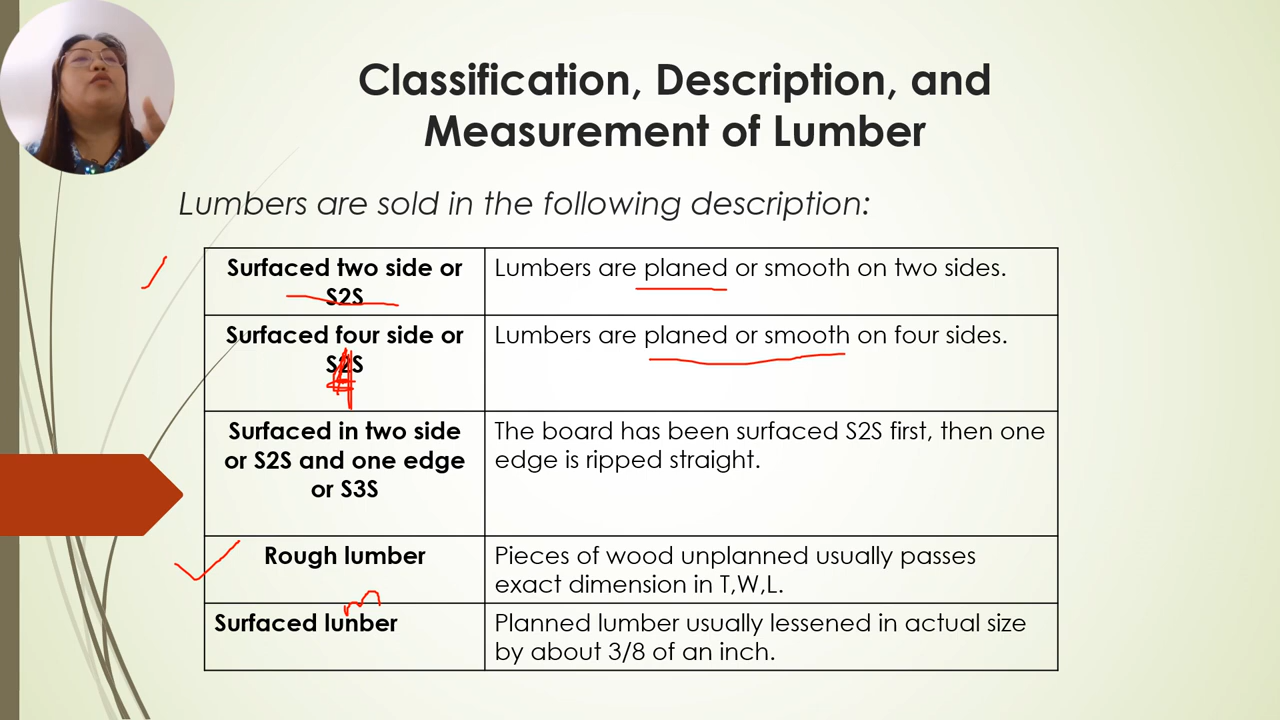 Classification, Description, and
Measurement of Lumber
Lumbers are sold in the following description:
Surfaced two side or
S2S
Lumbers are planed or smooth on two sides.
Surfaced four side or
S2S
4
Lumbers are planed or smooth on four sides.
Surfaced in two side
or S2S and one edge
or S3S
The board has been surfaced S2S first, then one
edge is ripped straight.
Rough lumber
Pieces of wood unplanned usually passes
exact dimension in T,W,L.
m
Surfaced lunber
Planned lumber usually lessened in actual size
by about 3/8 of an inch.